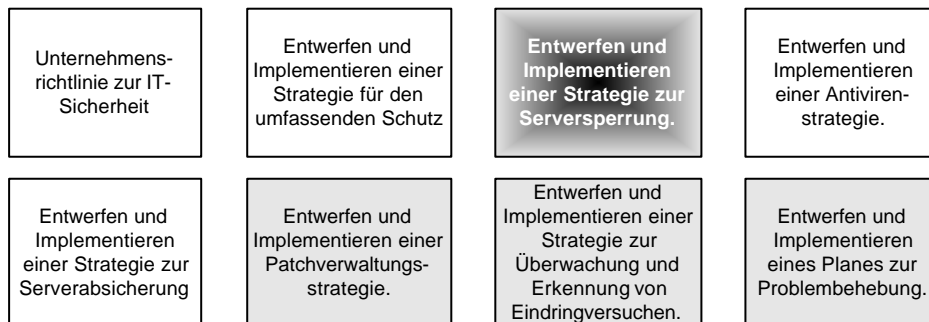 Unternehmens-
richtlinie zur IT-
Sicherheit
Entwerfen und
Implementieren einer
Strategie für den
umfassenden Schutz
Entwerfen und
Implementieren
einer Strategie zur
Serversperrung.
Entwerfen und
Implementieren
einer Antiviren-
strategie.
Entwerfen und
Implementieren
einer Strategie zur
Serverabsicherung
Entwerfen und
Implementieren einer
Patchverwaltungs-
strategie.
Entwerfen und
Implementieren einer
Strategie zur
Überwachung und
Erkennung von
Eindringversuchen.
Entwerfen und
Implementieren
eines Planes zur
Problembehebung.